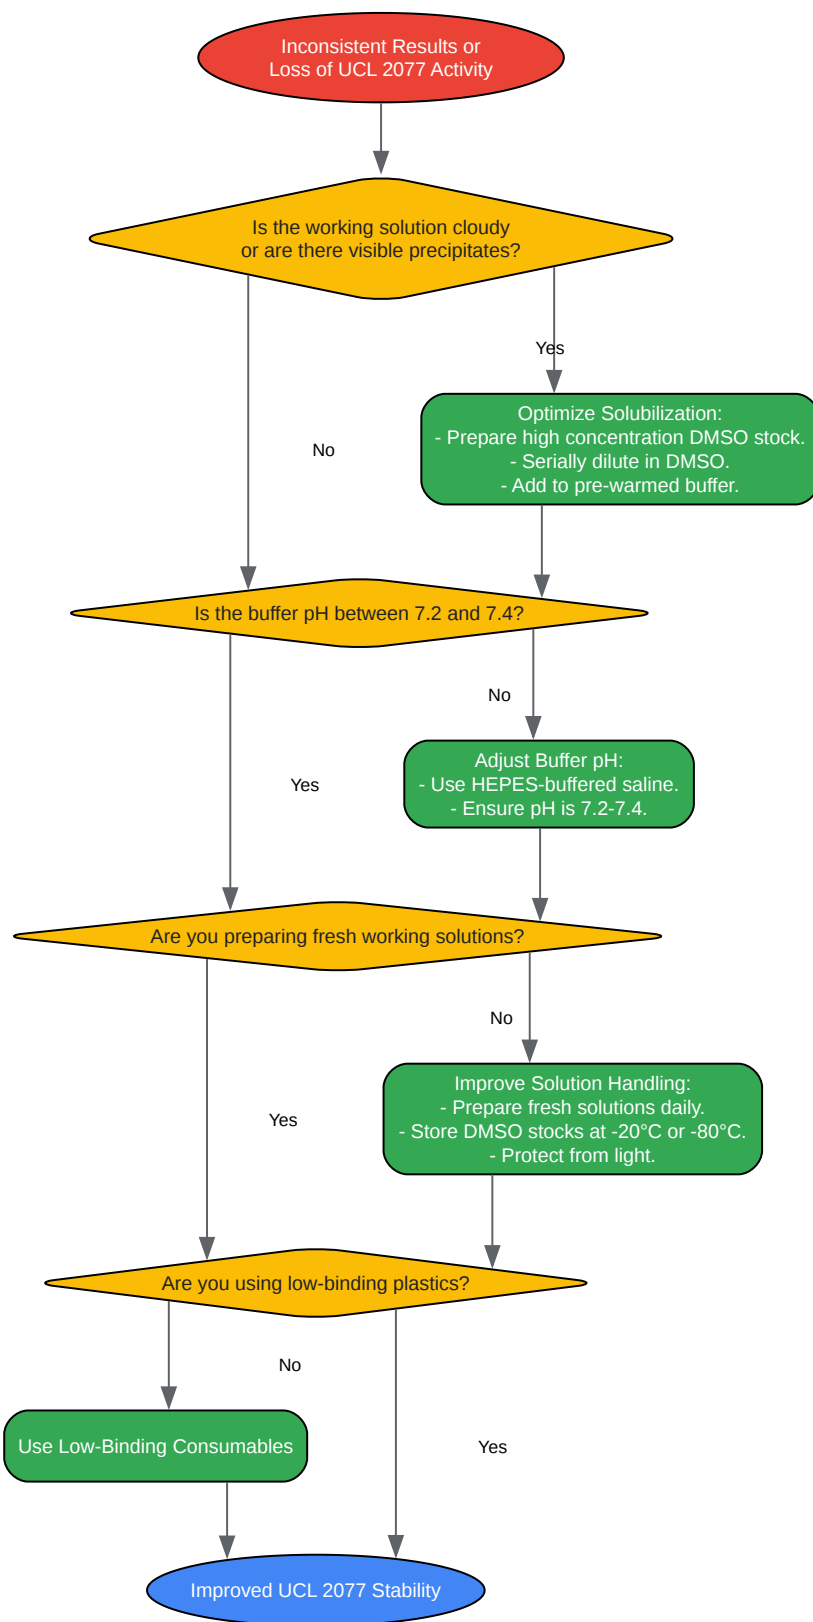 Inconsistent Results or
Loss of UCL 2077 Activity
Is the working solution cloudy
or are there visible precipitates?
Yes
Optimize Solubilization:
- Prepare high concentration DMSO stock.
- Serially dilute in DMSO.
- Add to pre-warmed buffer.
No
Is the buffer pH between 7.2 and 7.4?
No
Adjust Buffer pH:
- Use HEPES-buffered saline.
- Ensure pH is 7.2-7.4.
Yes
Are you preparing fresh working solutions?
No
Improve Solution Handling:
- Prepare fresh solutions daily.
- Store DMSO stocks at -20°C or -80°C.
- Protect from light.
Yes
Are you using low-binding plastics?
No
Use Low-Binding Consumables
Yes
Improved UCL 2077 Stability